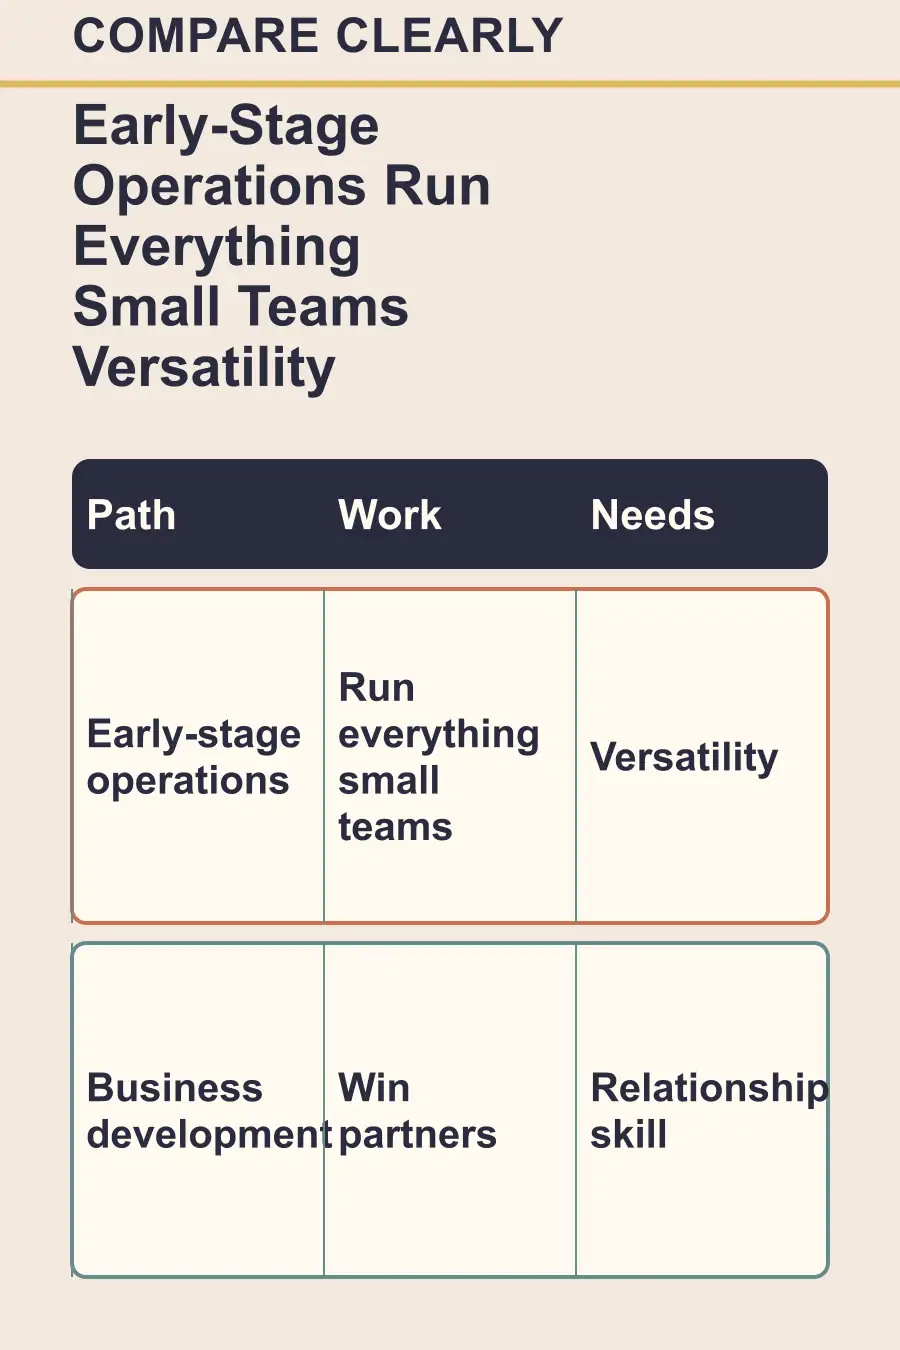 COMPARE CLEARLY
Early-Stage
Operations Run
Everything
Small Teams
Versatility
Path Work Needs
Early-stage
operations
Run
everything
small
teams
Versatility
Business
development
Win
partners
Relationship
skill